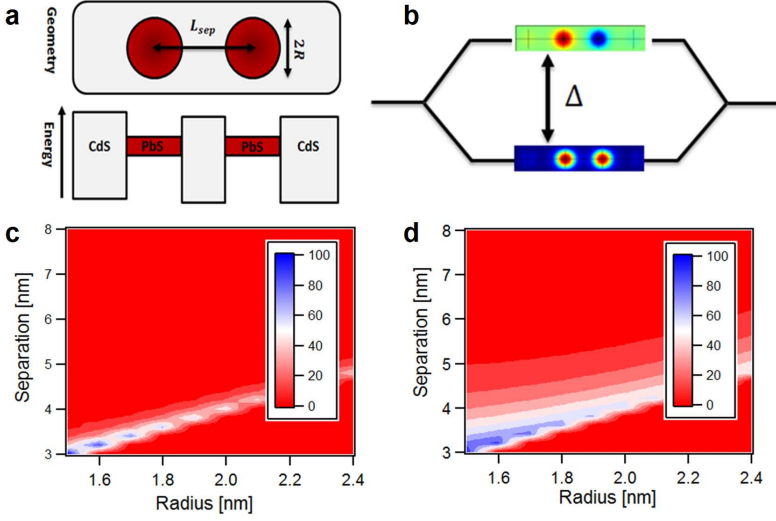 a
Geometry
L_sep
2R
Energy
CdS
PbS
PbS
CdS
b
Δ
c
8
7
6
5
4
3
Separation [nm]
1.6
1.8
2.0
2.2
2.4
Radius [nm]
100
80
60
40
20
0
d
8
7
6
5
4
3
Separation [nm]
1.6
1.8
2.0
2.2
2.4
Radius [nm]
100
80
60
40
20
0